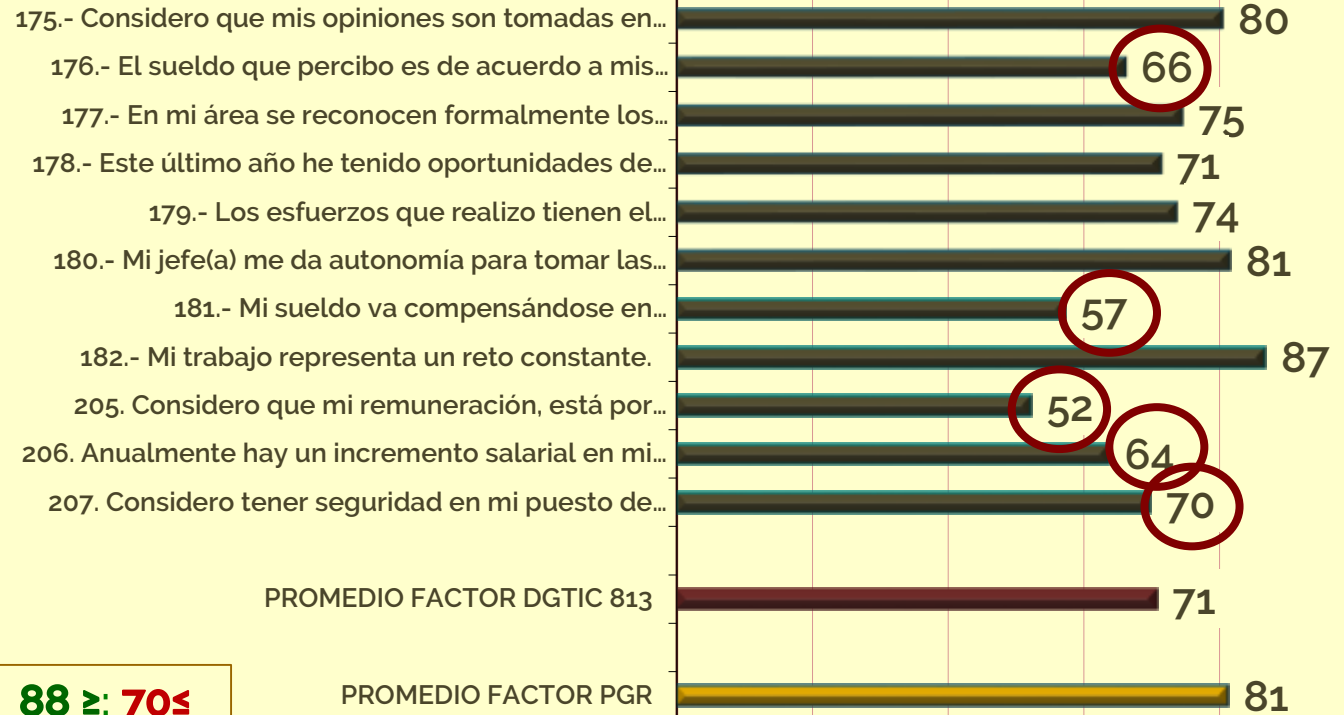 175.- Considero que mis opiniones son tomadas en… 80
176.- El sueldo que percibo es de acuerdo a mis… 66
177.- En mi área se reconocen formalmente los… 75
178.- Este último año he tenido oportunidades de… 71
179.- Los esfuerzos que realizo tienen el… 74
180.- Mi jefe(a) me da autonomía para tomar las… 81
181.- Mi sueldo va compensándose en… 57
182.- Mi trabajo representa un reto constante. 87
205. Considero que mi remuneración, está por… 52
206. Anualmente hay un incremento salarial en mi… 64
207. Considero tener seguridad en mi puesto de… 70
PROMEDIO FACTOR DGTIC 813 71
88 ≥: 70≤
PROMEDIO FACTOR PGR 81